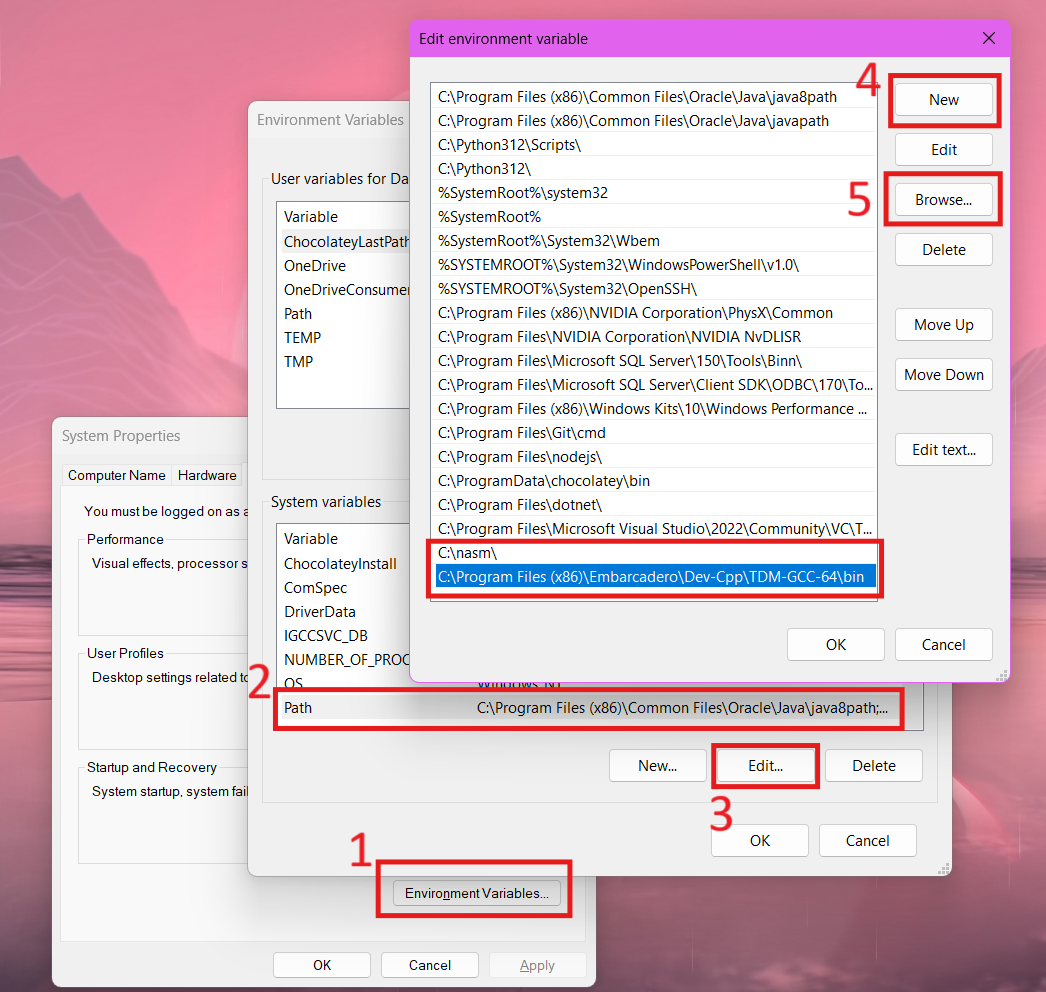 Edit environment variable
C:\Program Files (x86)\Common Files\Oracle\Java\java8path
C:\Program Files (x86)\Common Files\Oracle\Java\javapath
C:\Python312\Scripts\
C:\Python312\
%SystemRoot%\system32
%SystemRoot%
%SystemRoot%\System32\Wbem
%SYSTEMROOT%\System32\WindowsPowerShell\v1.0\
%SYSTEMROOT%\System32\OpenSSH\
C:\Program Files (x86)\NVIDIA Corporation\PhysX\Common
C:\Program Files\NVIDIA Corporation\NVIDIA NvDLISR
C:\Program Files\Microsoft SQL Server\150\Tools\Binn\
C:\Program Files\Microsoft SQL Server\Client SDK\ODBC\170\To...
C:\Program Files (x86)\Windows Kits\10\Windows Performance ...
C:\Program Files\Git\cmd
C:\Program Files\nodejs\
C:\ProgramData\chocolatey\bin
C:\Program Files\dotnet\
C:\Program Files\Microsoft Visual Studio\2022\Community\VC\T...
C:\nasm\
C:\Program Files (x86)\Embarcadero\Dev-Cpp\TDM-GCC-64\bin
4
New
Edit
5
Browse...
Delete
Move Up
Move Down
Edit text...
OK
Cancel
Environment Variables
User variables for Da
Variable
ChocolateyLastPath
OneDrive
OneDriveConsumer
Path
TEMP
TMP
System variables
Variable
ChocolateyInstall
ComSpec
DriverData
IGCCSVC_DB
NUMBER_OF_PROC
OS
Windows_NT
2
Path
C:\Program Files (x86)\Common Files\Oracle\Java\java8path;...
New...
Edit...
Delete
3
OK
Cancel
System Properties
Computer Name
Hardware
You must be logged on as a
Performance
Visual effects, processor s
User Profiles
Desktop settings related to
Startup and Recovery
System startup, system fail
1
Environment Variables...
OK
Cancel
Apply